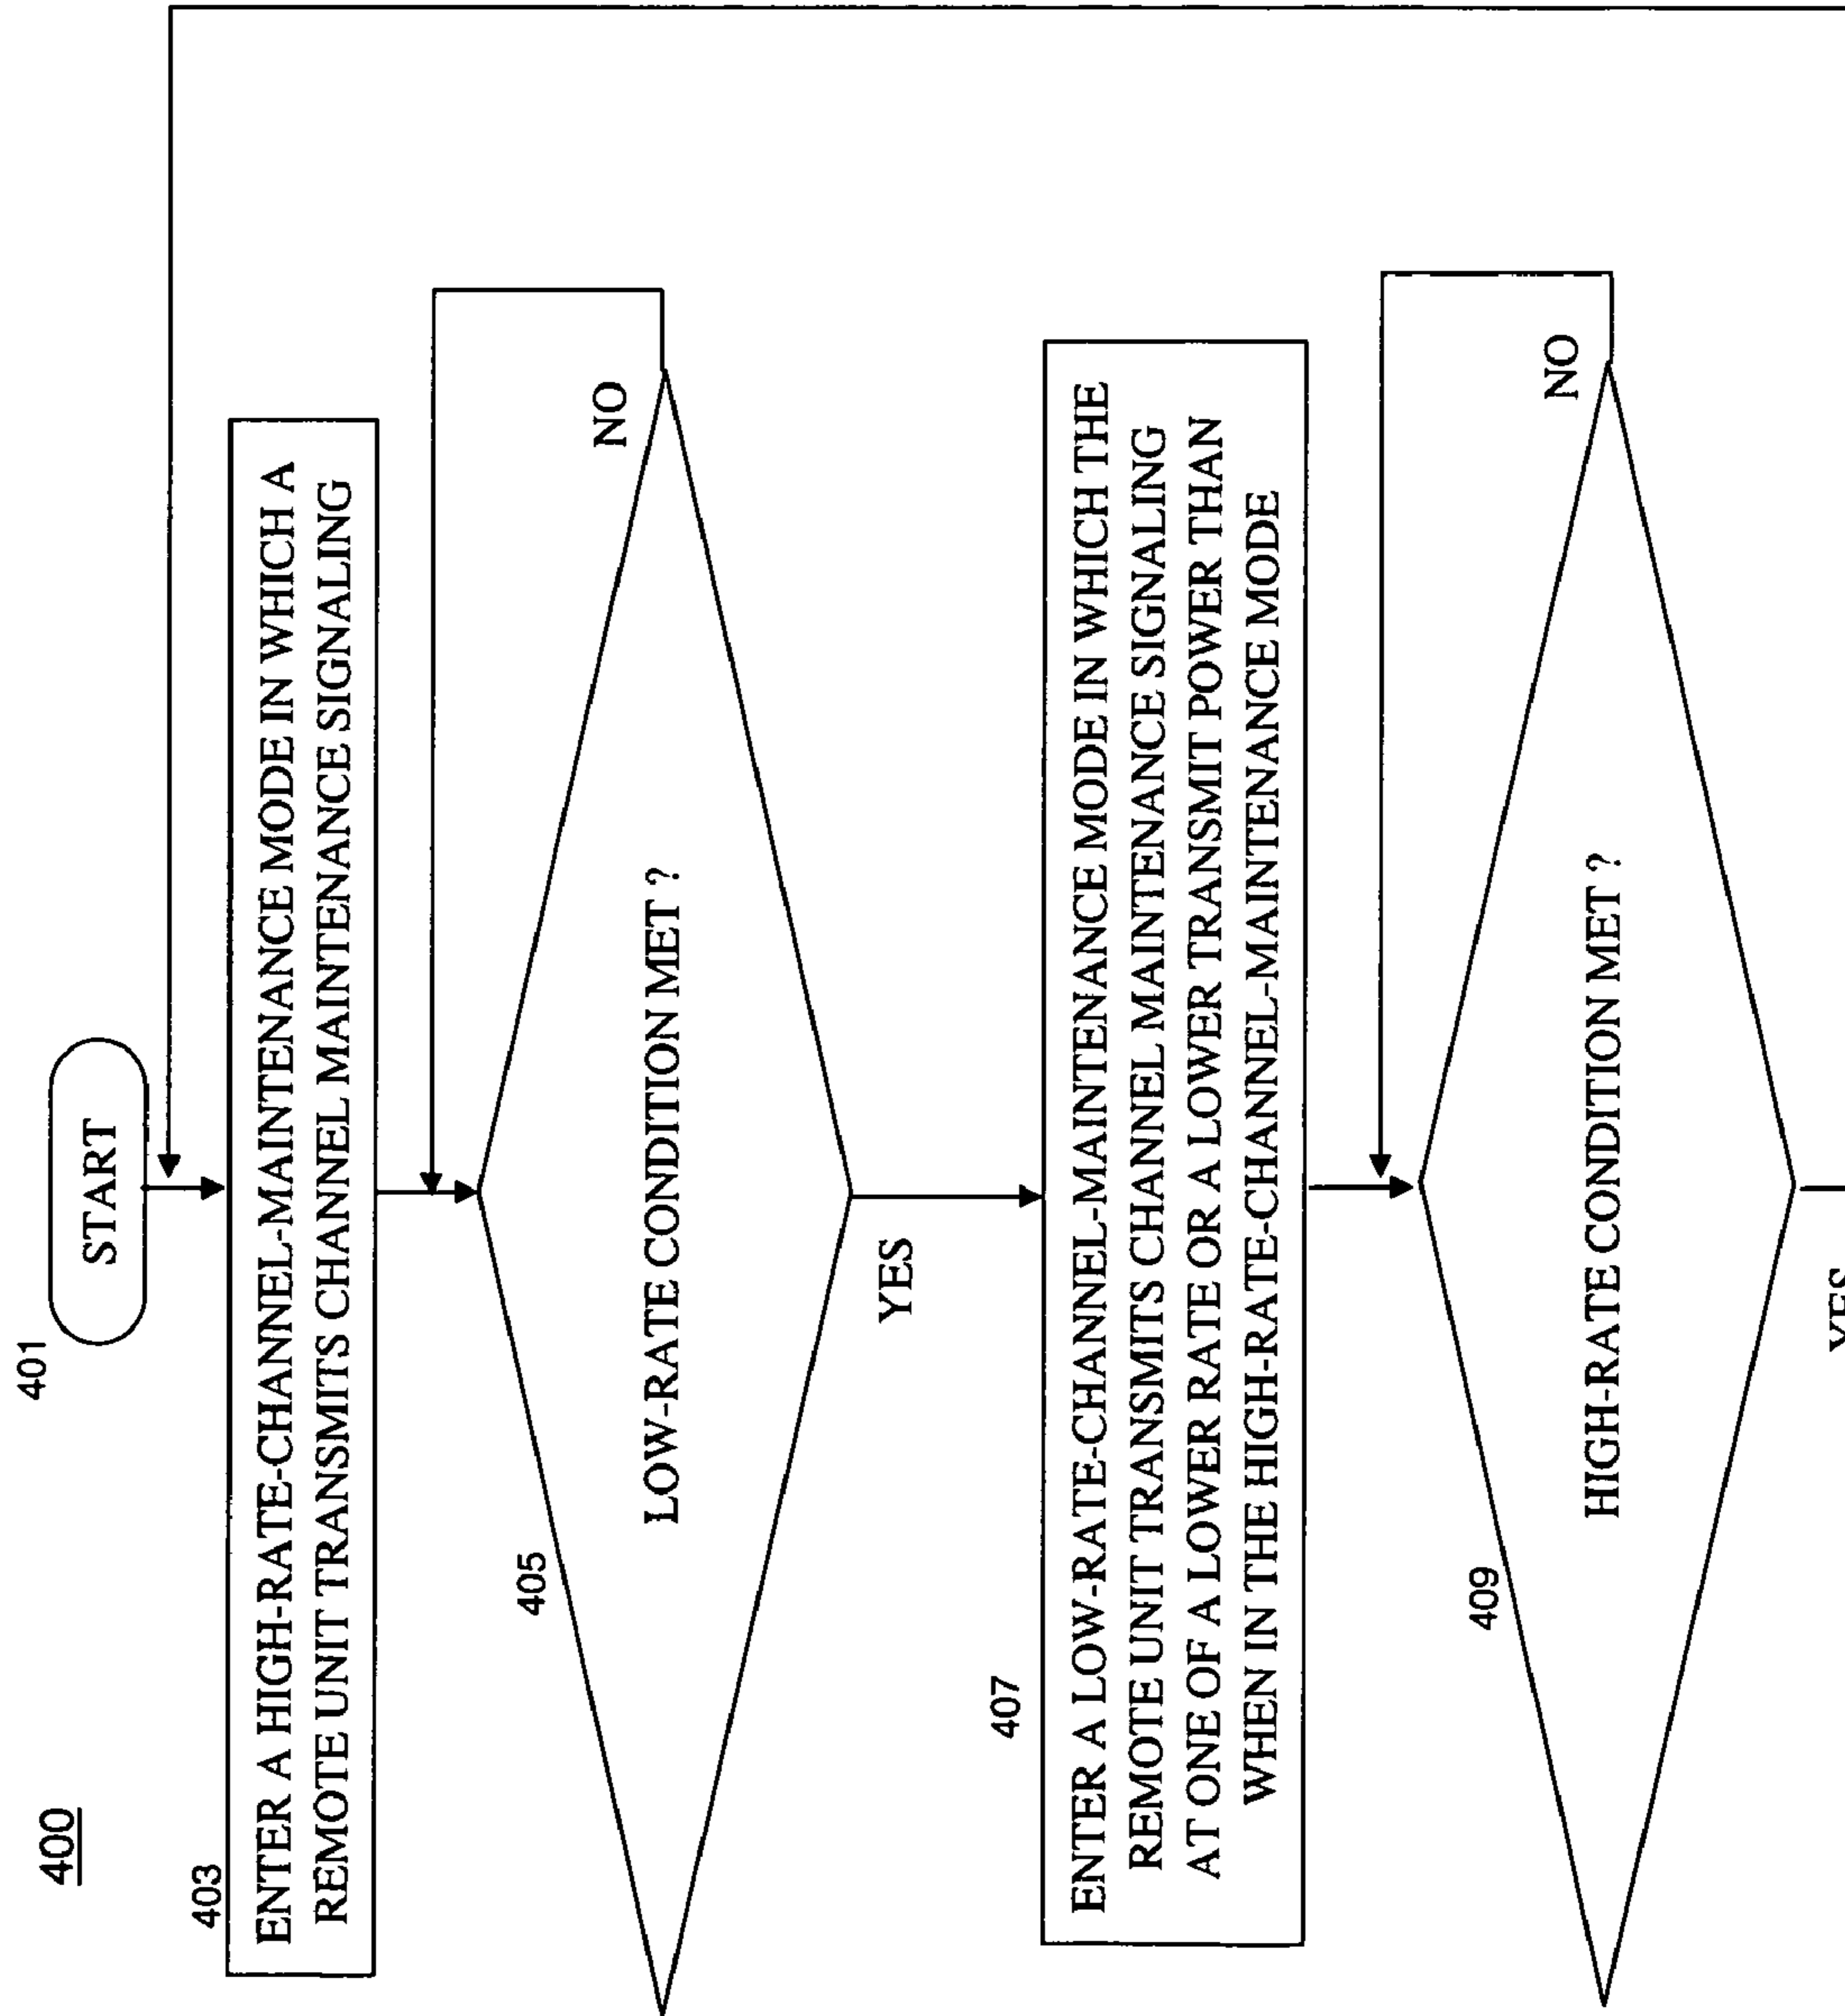 400
401
START
403
ENTER A HIGH-RATE-CHANNEL-MAINTENANCE MODE IN WHICH A
REMOTE UNIT TRANSMITS CHANNEL MAINTENANCE SIGNALING
405
LOW-RATE CONDITION MET ?
NO
YES
407
ENTER A LOW-RATE-CHANNEL-MAINTENANCE MODE IN WHICH THE
REMOTE UNIT TRANSMITS CHANNEL MAINTENANCE SIGNALING
AT ONE OF A LOWER RATE OR A LOWER TRANSMIT POWER THAN
WHEN IN THE HIGH-RATE-CHANNEL-MAINTENANCE MODE
409
HIGH-RATE CONDITION MET ?
NO
YES